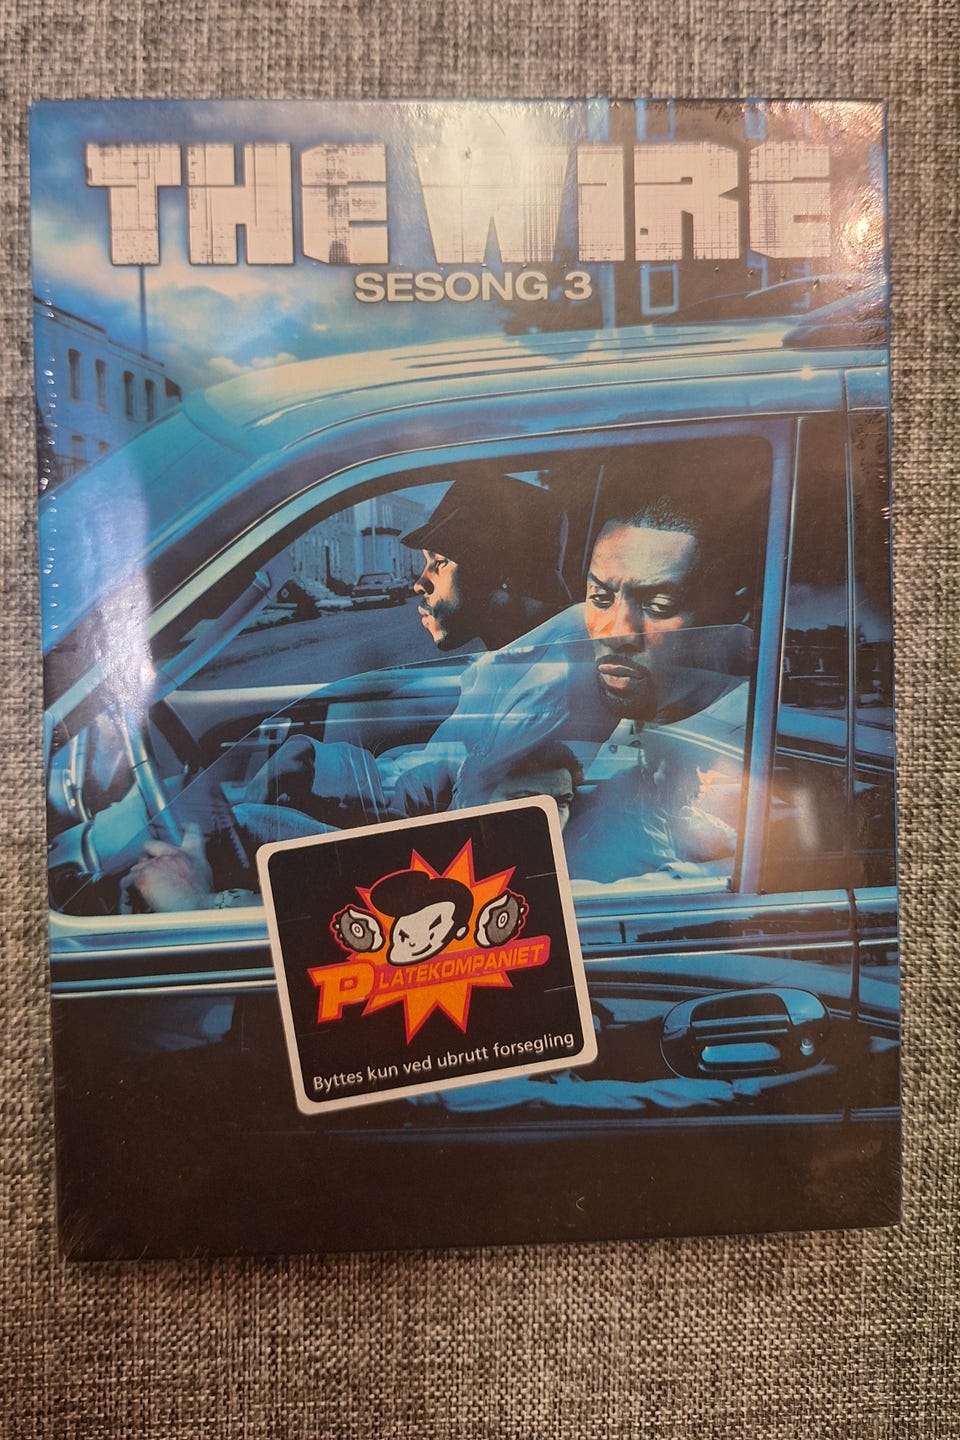 THE WIRE
SESONG 3
PLATEKOMPANIET
Byttes kun ved ubrutt forsegling